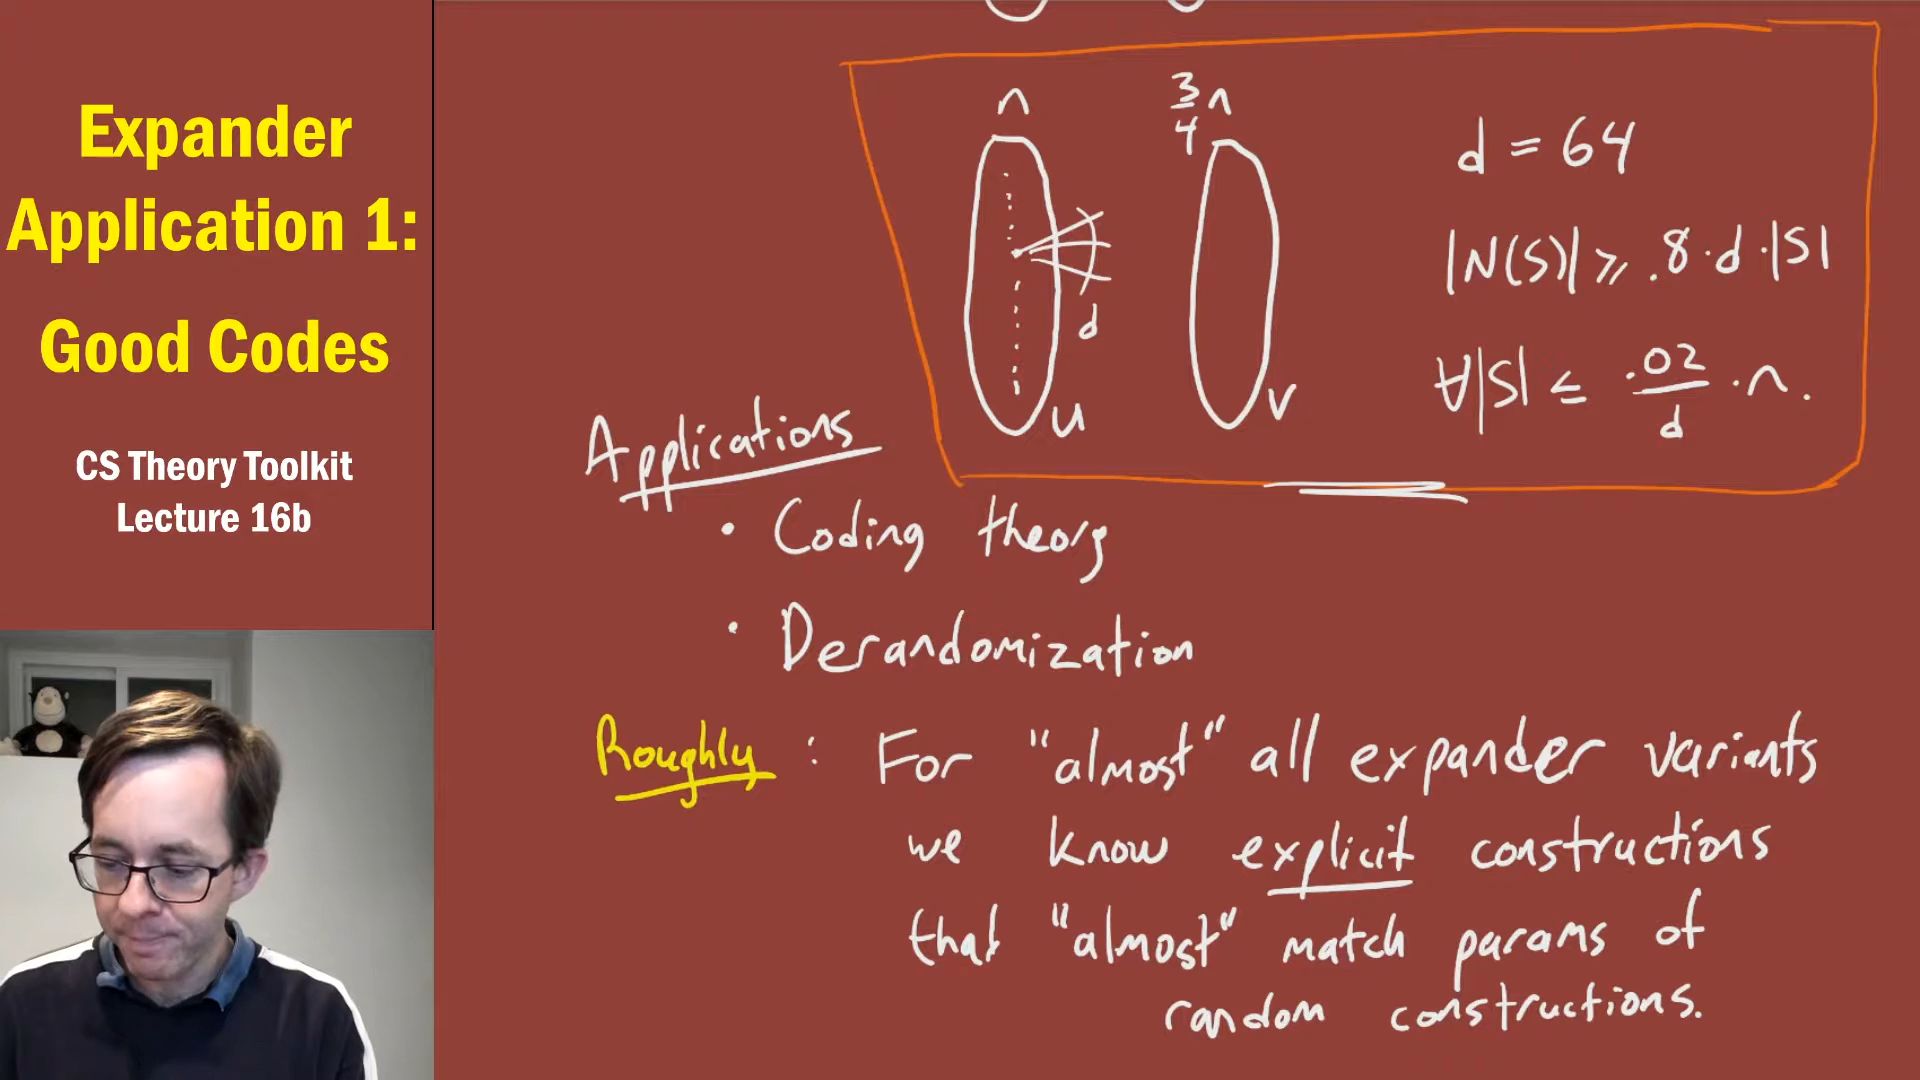 Expander
Application 1:
Good Codes
CS Theory Toolkit
Lecture 16b
n
3/4 n
d
u
v
d = 64
|N(S)| ≥ .8·d·|S|
∀|S| ≤ .02/d · n.
Applications
• Coding theory
• Derandomization
Roughly : For "almost" all expander variants
we know explicit constructions
that "almost" match params of
random constructions.